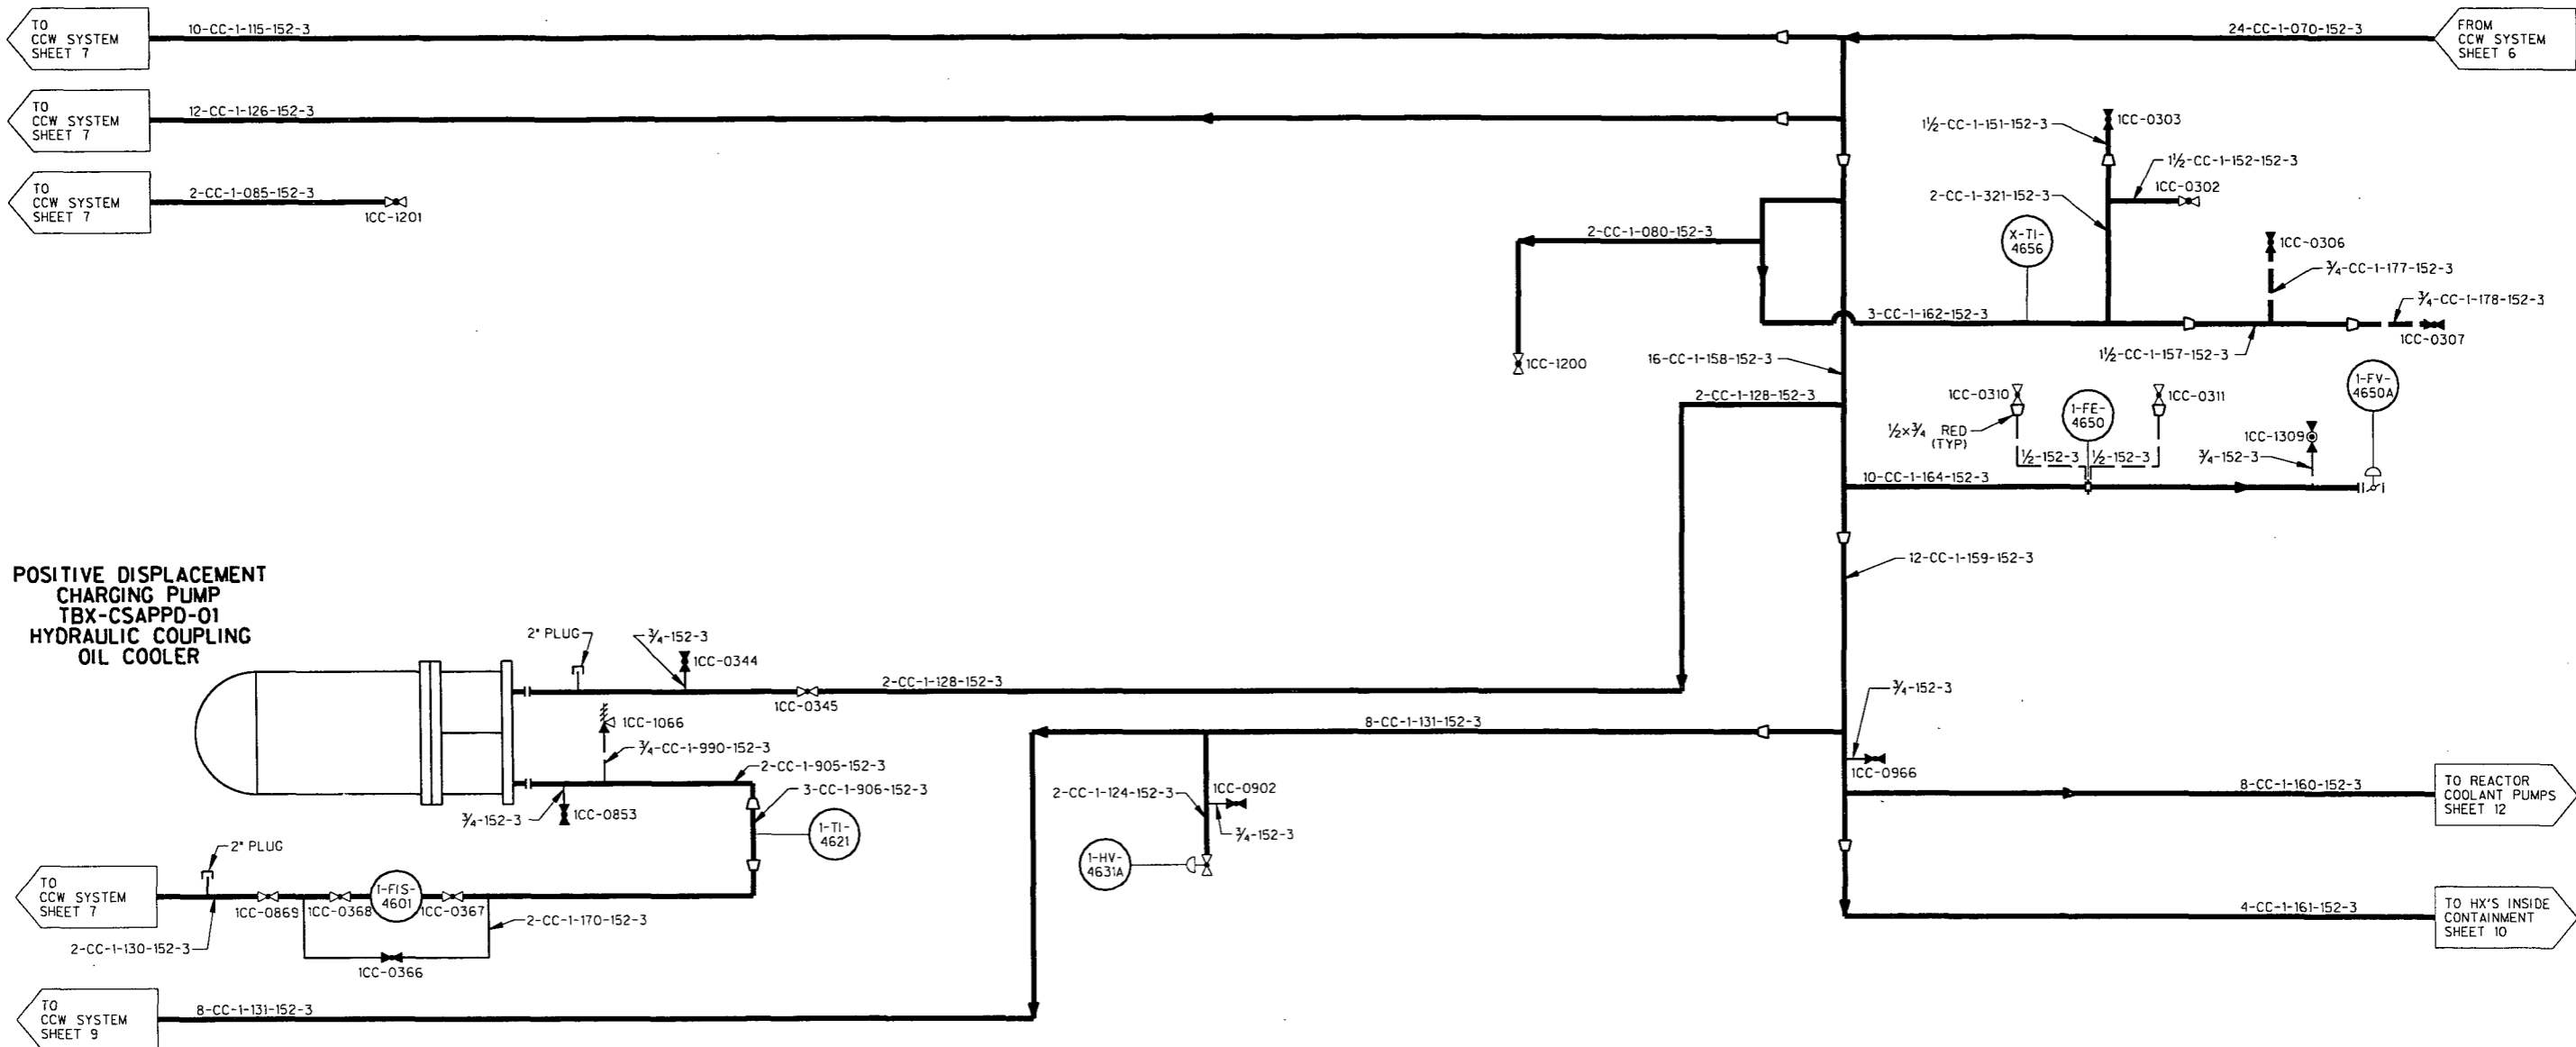 TO
CCW SYSTEM
SHEET 7
10-CC-1-115-152-3
24-CC-1-070-152-3
FROM
CCW SYSTEM
SHEET 6
TO
CCW SYSTEM
SHEET 7
12-CC-1-126-152-3
1½-CC-1-151-152-3
1CC-0303
1½-CC-1-152-152-3
TO
CCW SYSTEM
SHEET 7
2-CC-1-085-152-3
1CC-1201
2-CC-1-321-152-3
1CC-0302
2-CC-1-080-152-3
X-TI-
4656
1CC-0306
¾-CC-1-177-152-3
¾-CC-1-178-152-3
3-CC-1-162-152-3
1CC-0307
1½-CC-1-157-152-3
16-CC-1-158-152-3
1CC-1200
2-CC-1-128-152-3
1CC-0310
1-FE-
4650
1CC-0311
1-FV-
4650A
½x¾ RED
(TYP)
½-152-3
½-152-3
1CC-1309
¾-152-3
10-CC-1-164-152-3
12-CC-1-159-152-3
POSITIVE DISPLACEMENT
CHARGING PUMP
TBX-CSAPPD-01
HYDRAULIC COUPLING
OIL COOLER
2" PLUG
¾-152-3
1CC-0344
2-CC-1-128-152-3
1CC-0345
¾-152-3
1CC-1066
8-CC-1-131-152-3
¾-CC-1-990-152-3
2-CC-1-905-152-3
1CC-0966
3-CC-1-906-152-3
2-CC-1-124-152-3
1CC-0902
8-CC-1-160-152-3
TO REACTOR
COOLANT PUMPS
SHEET 12
¾-152-3
1CC-0853
1-TI-
4621
¾-152-3
2" PLUG
1-HV-
4631A
TO
CCW SYSTEM
SHEET 7
1CC-0869
1CC-0368
1-FIS-
4601
1CC-0367
2-CC-1-170-152-3
2-CC-1-130-152-3
1CC-0366
4-CC-1-161-152-3
TO HX'S INSIDE
CONTAINMENT
SHEET 10
TO
CCW SYSTEM
SHEET 9
8-CC-1-131-152-3